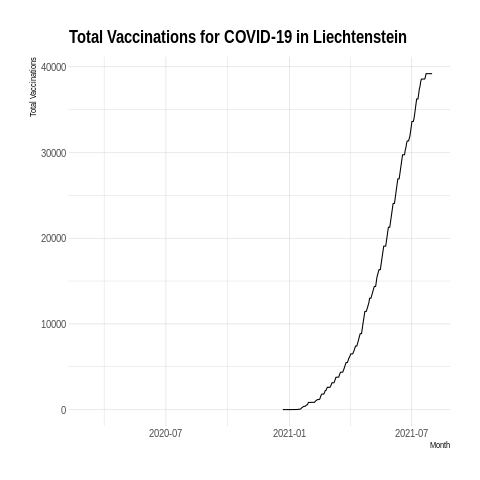 Total Vaccinations for COVID-19 in Liechtenstein
Total Vaccinations
40000
30000
20000
10000
0
2020-07
2021-01
2021-07
Month